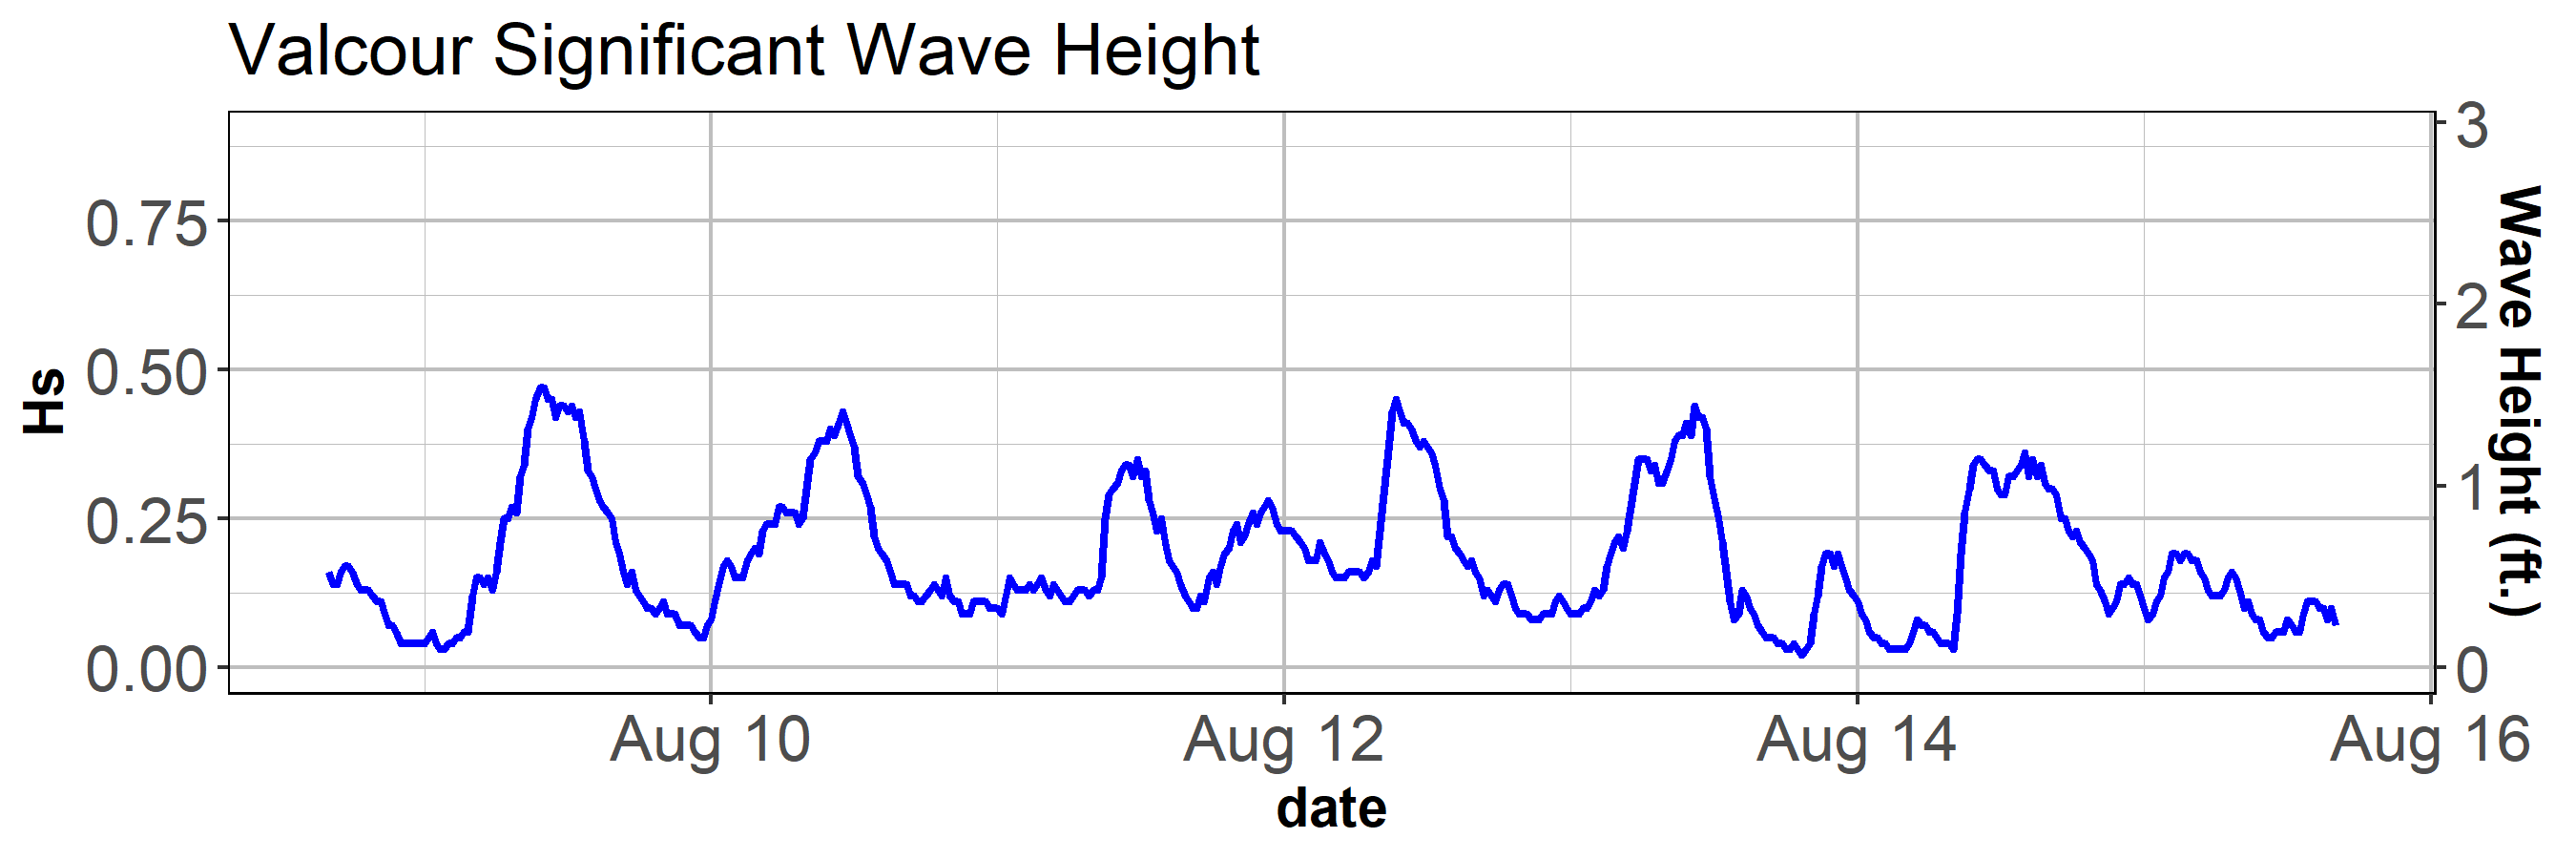 Valcour Significant Wave Height
Hs
0.75
0.50
0.25
0.00
3
2
1
0
Wave Height (ft.)
Aug 10
Aug 12
Aug 14
Aug 16
date